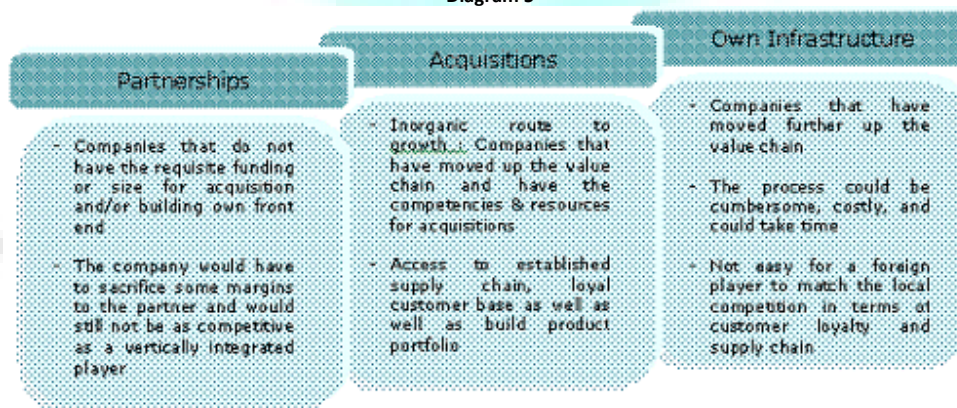 Diagram 3
Partnerships
- Companies that do not
have the requisite funding
or size for acquisition
and/or building own front
end
- The company would have
to sacrifice some margins
to the partner and would
still not be as competitive
as a vertically integrated
player
Acquisitions
- Inorganic route to
growth : Companies that
have moved up the value
chain and have the
competencies & resources
for acquisitions
- Access to established
supply chain, loyal
customer base as well as
well as build product
portfolio
Own Infrastructure
- Companies that have
moved further up the
value chain
- The process could be
cumbersome, costly, and
could take time
- Not easy for a foreign
player to match the local
competition in terms of
customer loyalty and
supply chain